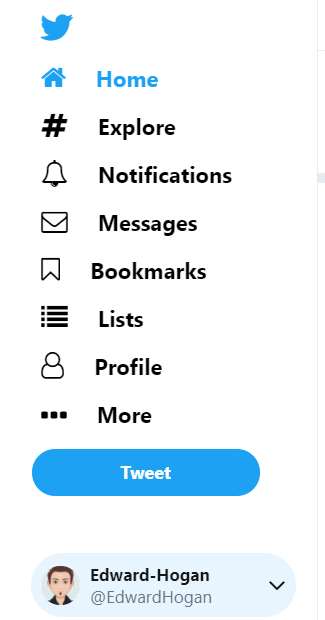 Home
Explore
Notifications
Messages
Bookmarks
Lists
Profile
More
Tweet
Edward-Hogan
@EdwardHogan